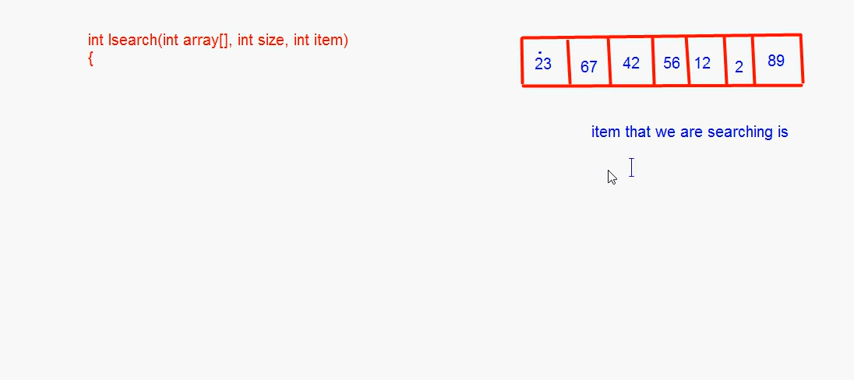 int lsearch(int array[], int size, int item)
{
23 67 42 56 12 2 89
item that we are searching is